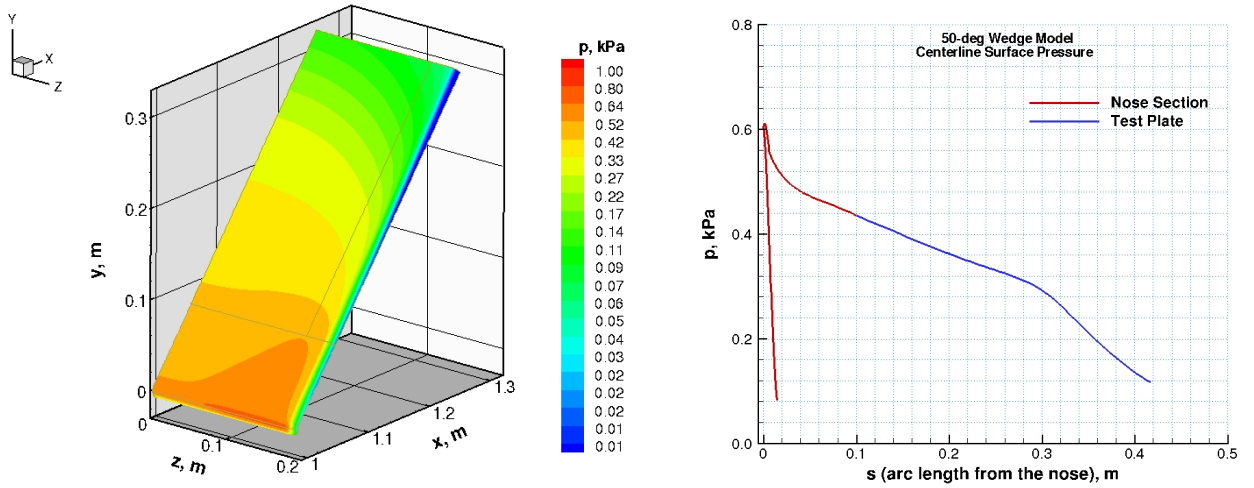 Y
X
Z
p, kPa
1.00
0.80
0.64
0.52
0.42
0.33
0.27
0.22
0.17
0.14
0.11
0.09
0.07
0.06
0.05
0.04
0.03
0.02
0.02
0.02
0.01
0.01
0.3
0.2
0.1
0
y, m
0
0.1
0.2
z, m
1
1.1
1.2
1.3
x, m
50-deg Wedge Model
Centerline Surface Pressure
Nose Section
Test Plate
0.8
0.6
0.4
0.2
0.0
p, kPa
0 0.1 0.2 0.3 0.4 0.5
s (arc length from the nose), m